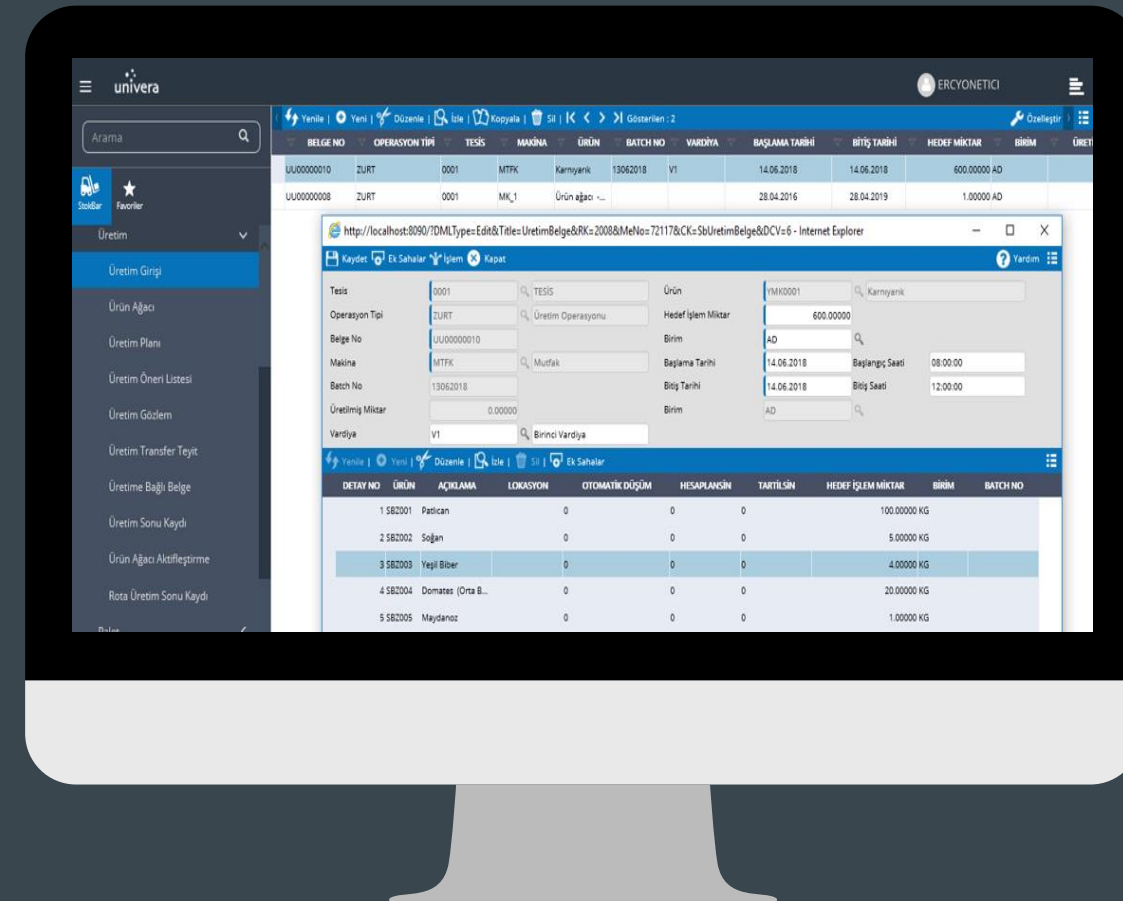 univera
ERCYONETICI
Arama
Yenile | Yeni | Düzenle | İzle | Kopyala | Sil | Gösterilen : 2 Özelleştir
BELGE NO OPERASYON TİPİ TESİS MAKİNA ÜRÜN BATCH NO VARDİYA BAŞLAMA TARİHİ BİTİŞ TARİHİ HEDEF MİKTAR BİRİM ÜRETİ
UU00000010 ZURT 0001 MTFK Karnıyarık 13062018 V1 14.06.2018 14.06.2018 600.00000 AD
UU00000008 ZURT 0001 MK_1 Ürün ağacı -... 28.04.2016 28.04.2019 1.00000 AD
StokBar Favoriler
Üretim
Üretim Girişi
Ürün Ağacı
Üretim Planı
Üretim Öneri Listesi
Üretim Gözlem
Üretim Transfer Teyit
Üretime Bağlı Belge
Üretim Sonu Kaydı
Ürün Ağacı Aktifleştirme
Rota Üretim Sonu Kaydı
Palet
http://localhost:8090/?DMLType=Edit&Title=UretimBelge&RK=2008&MeNo=72117&CK=SbUretimBelge&DCV=6 - Internet Explorer
Kaydet Ek Sahalar İşlem Kapat Yardım
Tesis 0001 TESİS Ürün YMK0001 Karnıyarık
Operasyon Tipi ZURT Üretim Operasyonu Hedef İşlem Miktar 600.00000
Belge No UU00000010 Birim AD
Makina MTFK Mutfak Başlama Tarihi 14.06.2018 Başlangıç Saati 08:00:00
Batch No 13062018 Bitiş Tarihi 14.06.2018 Bitiş Saati 12:00:00
Üretilmiş Miktar 0.00000 Birim AD
Vardiya V1 Birinci Vardiya
Yenile | Yeni | Düzenle | İzle | Sil | Ek Sahalar
DETAY NO ÜRÜN AÇIKLAMA LOKASYON OTOMATİK DÜŞÜM HESAPLANSIN TARTILSIN HEDEF İŞLEM MIKTAR BİRİM BATCH NO
1 SBZ001 Patlıcan 0 0 0 100.00000 KG
2 SBZ002 Soğan 0 0 0 5.00000 KG
3 SBZ003 Yeşil Biber 0 0 0 4.00000 KG
4 SBZ004 Domates (Orta B... 0 0 0 20.00000 KG
5 SBZ005 Maydanoz 0 0 0 1.00000 KG